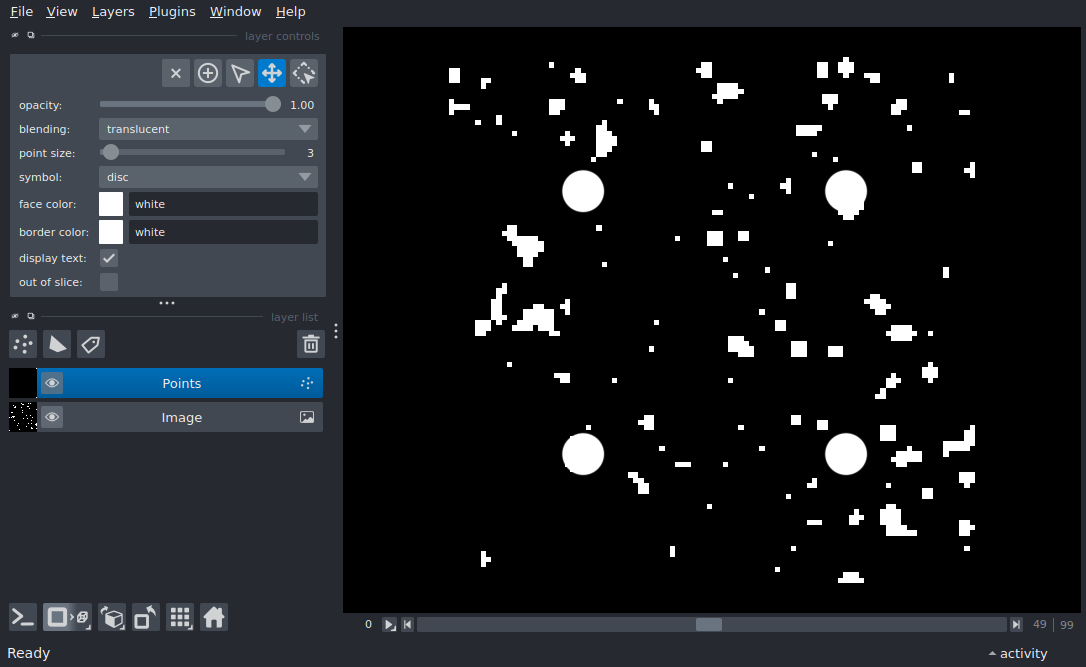 File View Layers Plugins Window Help
layer controls
opacity: 1.00
blending: translucent
point size: 3
symbol: disc
face color: white
border color: white
display text:
out of slice:
layer list
Points
Image
0 49 99
Ready activity